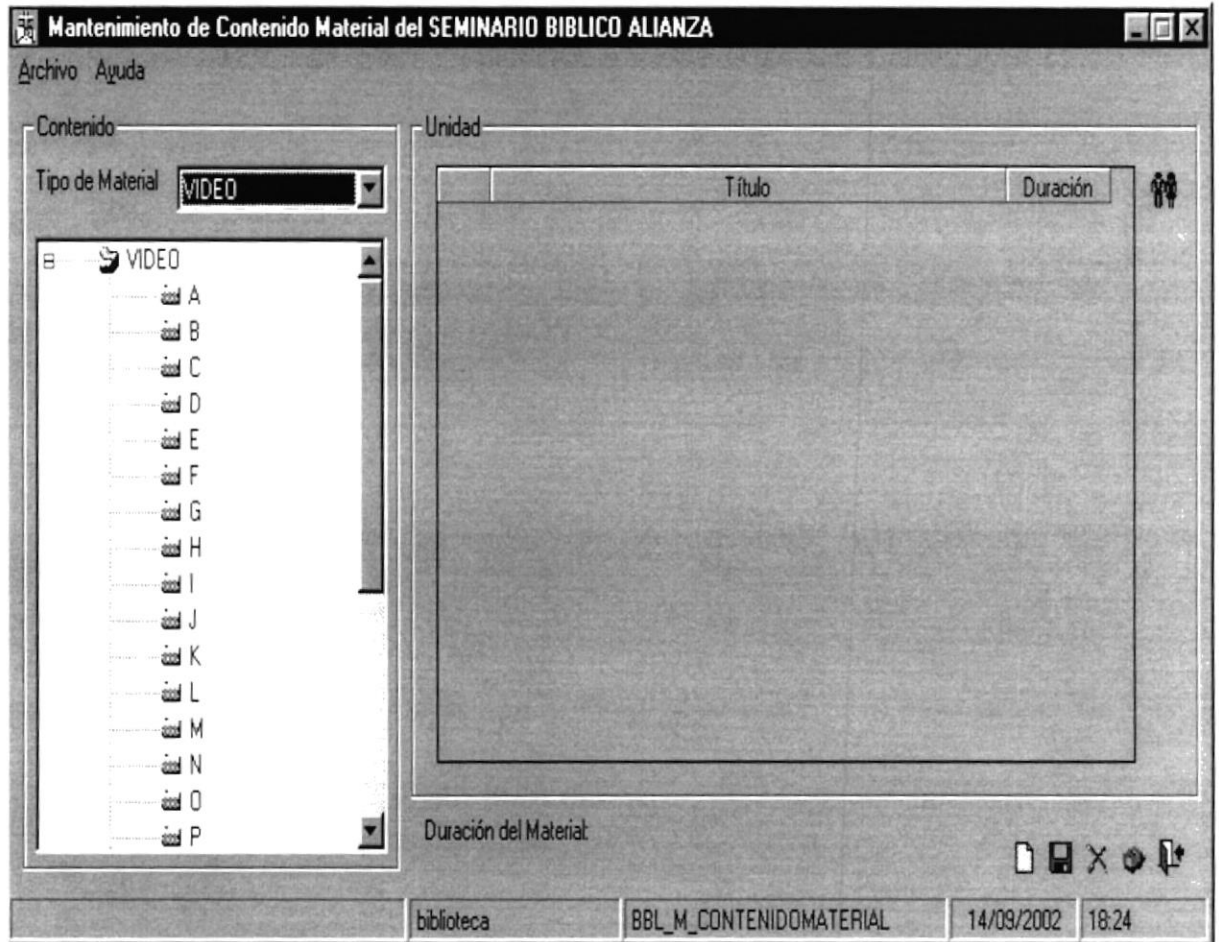 Mantenimiento de Contenido Material del SEMINARIO BIBLICO ALIANZA
Archivo Ayuda
Contenido
Tipo de Material VIDEO
VIDEO
A
B
C
D
E
F
G
H
I
J
K
L
M
N
O
P
Unidad
Título Duración
Duración del Material:
biblioteca BBL_M_CONTENIDOMATERIAL 14/09/2002 18:24